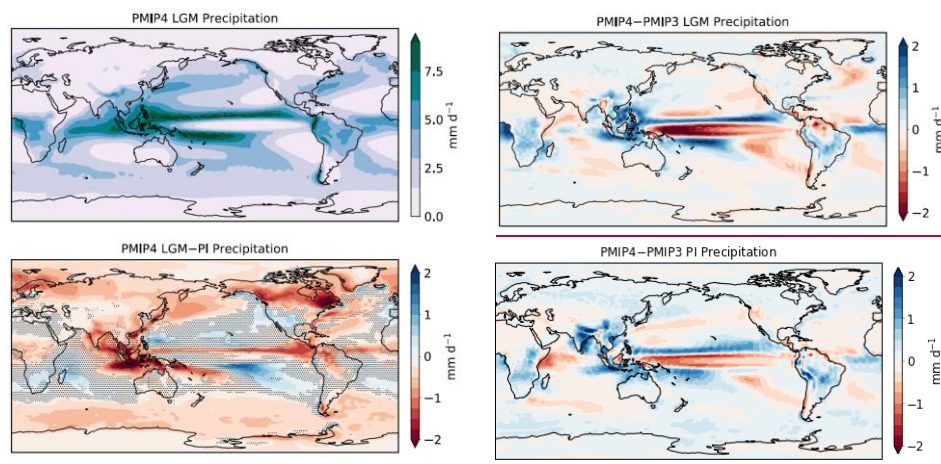 PMIP4 LGM Precipitation
7.5
5.0
2.5
0.0
mm d⁻¹
PMIP4−PMIP3 LGM Precipitation
2
1
0
−1
−2
mm d⁻¹
PMIP4 LGM−PI Precipitation
2
1
0
−1
−2
mm d⁻¹
PMIP4−PMIP3 PI Precipitation
2
1
0
−1
−2
mm d⁻¹